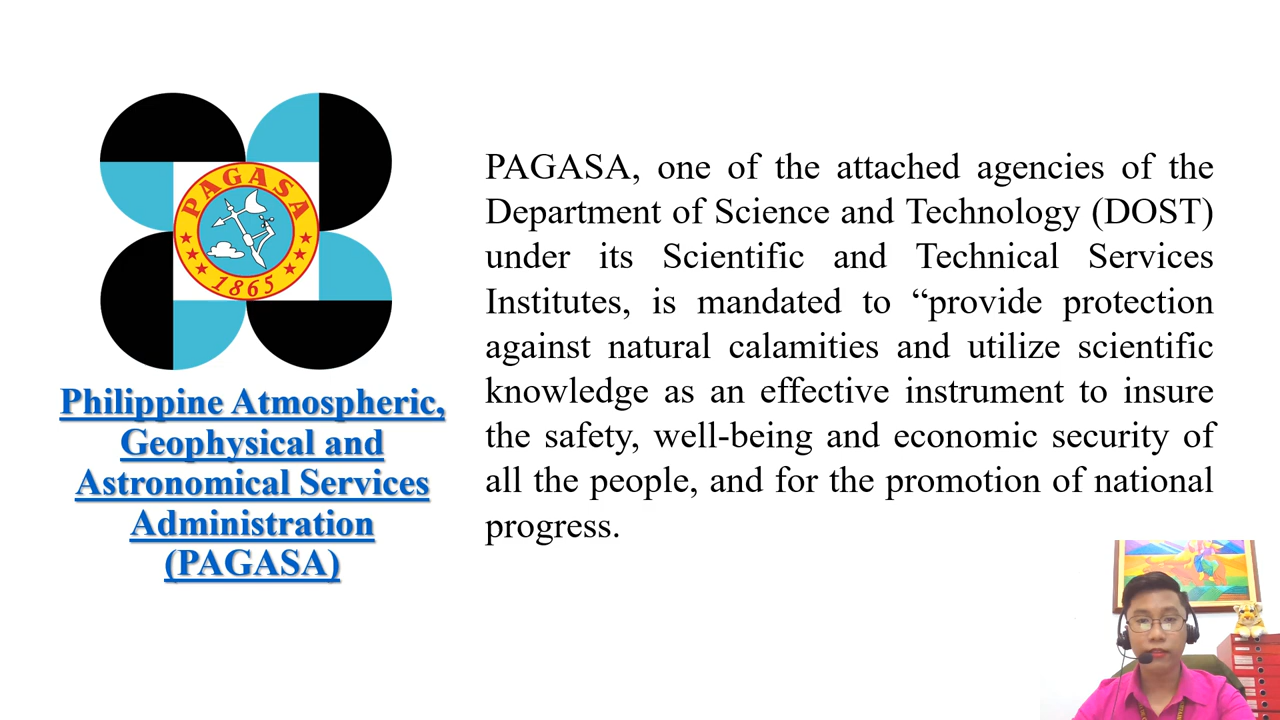 PAGASA
1865
Philippine Atmospheric,
Geophysical and
Astronomical Services
Administration
(PAGASA)
PAGASA, one of the attached agencies of the
Department of Science and Technology (DOST)
under its Scientific and Technical Services
Institutes, is mandated to “provide protection
against natural calamities and utilize scientific
knowledge as an effective instrument to insure
the safety, well-being and economic security of
all the people, and for the promotion of national
progress.